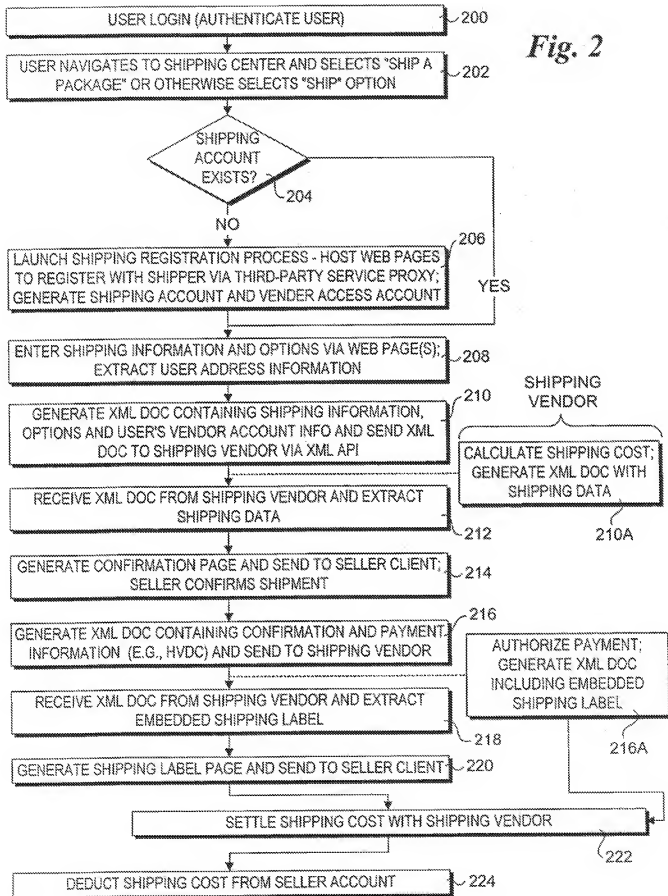 USER LOGIN (AUTHENTICATE USER)
200
Fig. 2
USER NAVIGATES TO SHIPPING CENTER AND SELECTS "SHIP A
PACKAGE" OR OTHERWISE SELECTS "SHIP" OPTION
202
SHIPPING
ACCOUNT
EXISTS?
204
NO
YES
LAUNCH SHIPPING REGISTRATION PROCESS - HOST WEB PAGES
TO REGISTER WITH SHIPPER VIA THIRD-PARTY SERVICE PROXY;
GENERATE SHIPPING ACCOUNT AND VENDER ACCESS ACCOUNT
206
ENTER SHIPPING INFORMATION AND OPTIONS VIA WEB PAGE(S);
EXTRACT USER ADDRESS INFORMATION
208
GENERATE XML DOC CONTAINING SHIPPING INFORMATION,
OPTIONS AND USER'S VENDOR ACCOUNT INFO AND SEND XML
DOC TO SHIPPING VENDOR VIA XML API
210
SHIPPING
VENDOR
CALCULATE SHIPPING COST;
GENERATE XML DOC WITH
SHIPPING DATA
210A
RECEIVE XML DOC FROM SHIPPING VENDOR AND EXTRACT
SHIPPING DATA
212
GENERATE CONFIRMATION PAGE AND SEND TO SELLER CLIENT;
SELLER CONFIRMS SHIPMENT
214
GENERATE XML DOC CONTAINING CONFIRMATION AND PAYMENT
INFORMATION (E.G., HVDC) AND SEND TO SHIPPING VENDOR
216
AUTHORIZE PAYMENT;
GENERATE XML DOC
INCLUDING EMBEDDED
SHIPPING LABEL
216A
RECEIVE XML DOC FROM SHIPPING VENDOR AND EXTRACT
EMBEDDED SHIPPING LABEL
218
GENERATE SHIPPING LABEL PAGE AND SEND TO SELLER CLIENT
220
SETTLE SHIPPING COST WITH SHIPPING VENDOR
222
DEDUCT SHIPPING COST FROM SELLER ACCOUNT
224